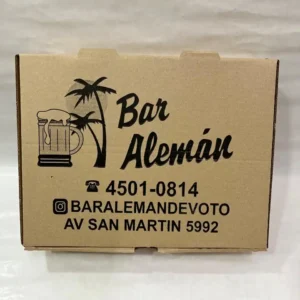 Bar
Alemán
☎ 4501-0814
BARALEMANDEVOTO
AV SAN MARTIN 5992